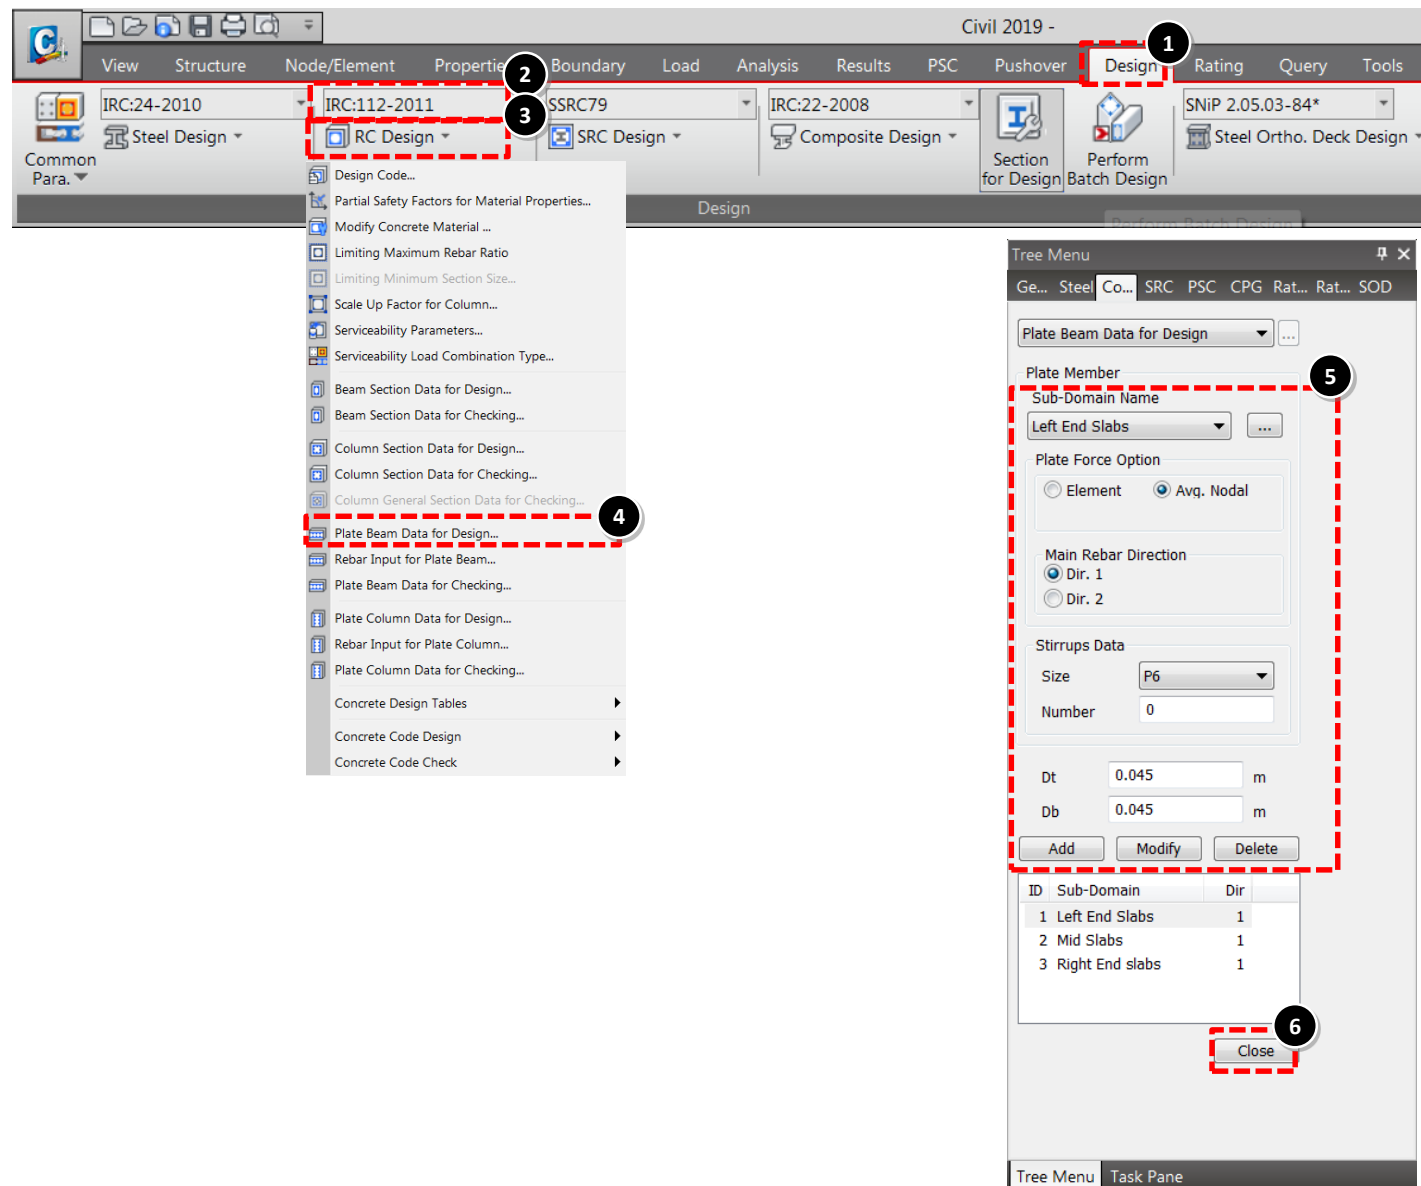 Civil 2019 -
1
View Structure Node/Element Propertie Boundary Load Analysis Results PSC Pushover Design Rating Query Tools
2
IRC:24-2010 IRC:112-2011 SSRC79 IRC:22-2008 SNiP 2.05.03-84*
3
Steel Design RC Design SRC Design Composite Design Steel Ortho. Deck Design
Common
Para.
Section
for Design
Perform
Batch Design
Design
Perform Batch Design
Design Code...
Partial Safety Factors for Material Properties...
Modify Concrete Material ...
Limiting Maximum Rebar Ratio
Limiting Minimum Section Size...
Scale Up Factor for Column...
Serviceability Parameters...
Serviceability Load Combination Type...
Beam Section Data for Design...
Beam Section Data for Checking...
Column Section Data for Design...
Column Section Data for Checking...
Column General Section Data for Checking...
4
Plate Beam Data for Design...
Rebar Input for Plate Beam...
Plate Beam Data for Checking...
Plate Column Data for Design...
Rebar Input for Plate Column...
Plate Column Data for Checking...
Concrete Design Tables
Concrete Code Design
Concrete Code Check
Tree Menu
Ge... Steel Co... SRC PSC CPG Rat... Rat... SOD
Plate Beam Data for Design ...
Plate Member
5
Sub-Domain Name
Left End Slabs ...
Plate Force Option
Element Avg. Nodal
Main Rebar Direction
Dir. 1
Dir. 2
Stirrups Data
Size P6
Number 0
Dt 0.045 m
Db 0.045 m
Add Modify Delete
ID Sub-Domain Dir
1 Left End Slabs 1
2 Mid Slabs 1
3 Right End slabs 1
6
Close
Tree Menu Task Pane